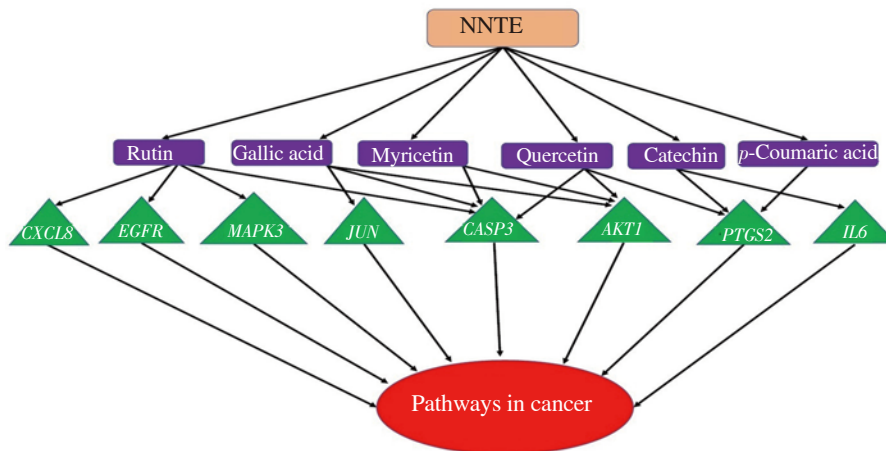 NNTE
Rutin
Gallic acid
Myricetin
Quercetin
Catechin
p-Coumaric acid
CXCL8
EGFR
MAPK3
JUN
CASP3
AKT1
PTGS2
IL6
Pathways in cancer